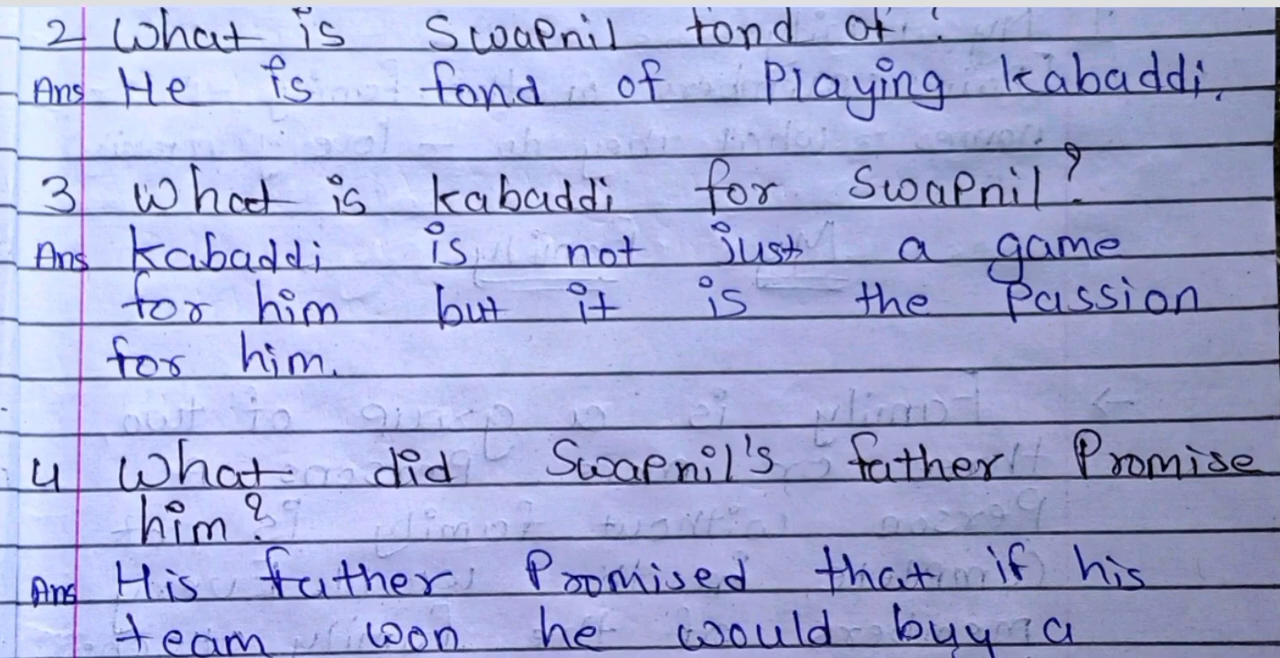 2 What is Swapnil fond of?
Ans He is fond of Playing kabaddi.
3 What is kabaddi for Swapnil?
Ans Kabaddi is not just a game
for him but it is the Passion
for him.
4 What did Swapnil's father Promise
him?
Ans His father Promised that if his
team won he would buyy a